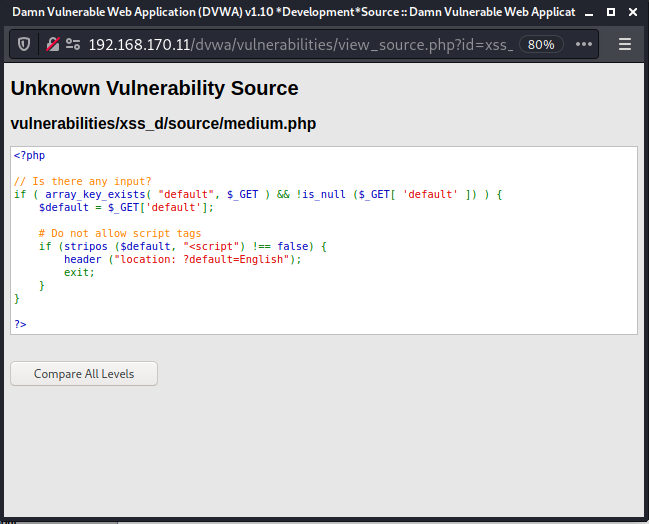 Damn Vulnerable Web Application (DVWA) v1.10 *Development*Source :: Damn Vulnerable Web Applicat
192.168.170.11/dvwa/vulnerabilities/view_source.php?id=xss_ 80%
Unknown Vulnerability Source
vulnerabilities/xss_d/source/medium.php
<?php
// Is there any input?
if ( array_key_exists( "default", $_GET ) && !is_null ($_GET[ 'default' ]) ) {
    $default = $_GET['default'];
    # Do not allow script tags
    if (stripos ($default, "<script") !== false) {
        header ("location: ?default=English");
        exit;
    }
}
?>
Compare All Levels